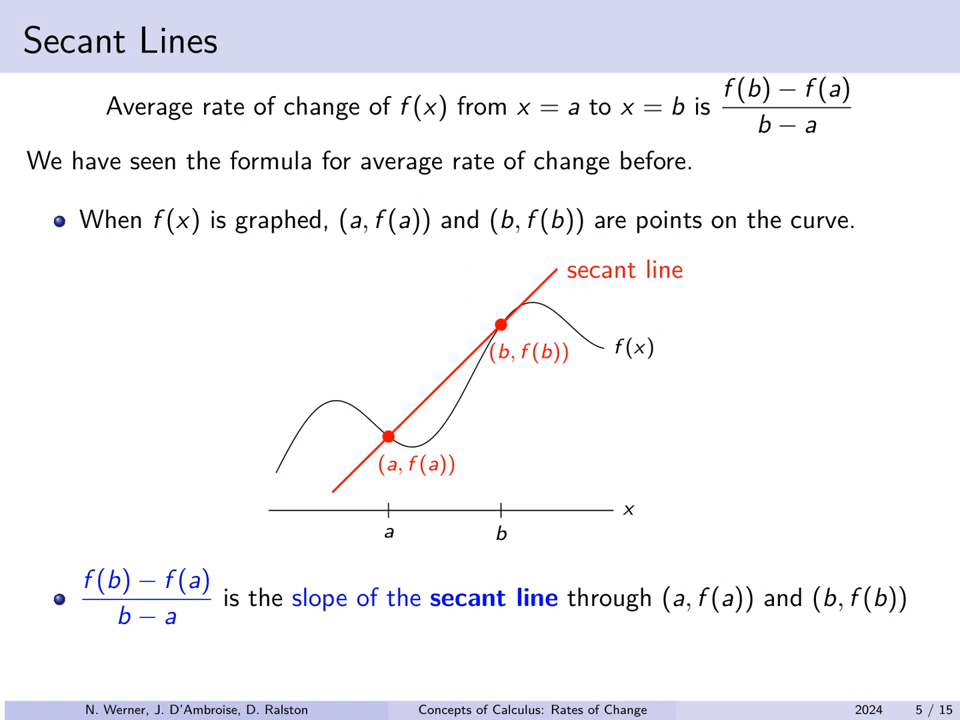 Secant Lines
Average rate of change of f(x) from x = a to x = b is \frac{f(b) − f(a)}{b − a}
We have seen the formula for average rate of change before.
When f(x) is graphed, (a, f(a)) and (b, f(b)) are points on the curve.
secant line
f(x)
(b, f(b))
(a, f(a))
x
a b
\frac{f(b) − f(a)}{b − a} is the slope of the secant line through (a, f(a)) and (b, f(b))
N. Werner, J. D'Ambroise, D. Ralston Concepts of Calculus: Rates of Change 2024 5 / 15